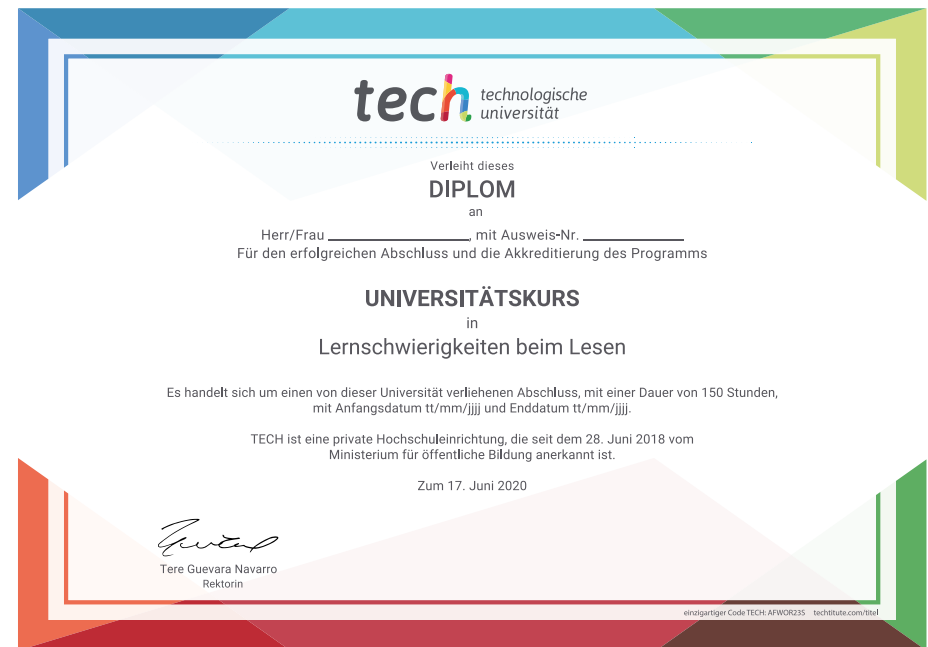 tech technologische
universität
Verleiht dieses
DIPLOM
an
Herr/Frau ____________, mit Ausweis-Nr. ____________
Für den erfolgreichen Abschluss und die Akkreditierung des Programms
UNIVERSITÄTSKURS
in
Lernschwierigkeiten beim Lesen
Es handelt sich um einen von dieser Universität verliehenen Abschluss, mit einer Dauer von 150 Stunden,
mit Anfangsdatum tt/mm/jjjj und Enddatum tt/mm/jjjj.
TECH ist eine private Hochschuleinrichtung, die seit dem 28. Juni 2018 vom
Ministerium für öffentliche Bildung anerkannt ist.
Zum 17. Juni 2020
Tere Guevara Navarro
Rektorin
einzigartiger Code TECH: AFWOR23S techtitute.com/titel